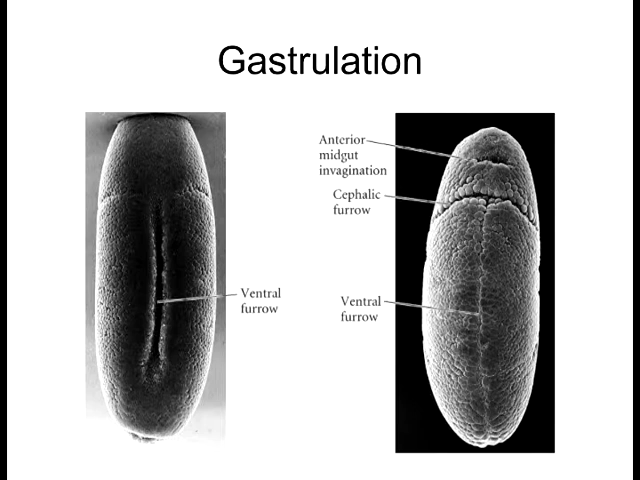 Gastrulation
Ventral
furrow
Anterior
midgut
invagination
Cephalic
furrow
Ventral
furrow